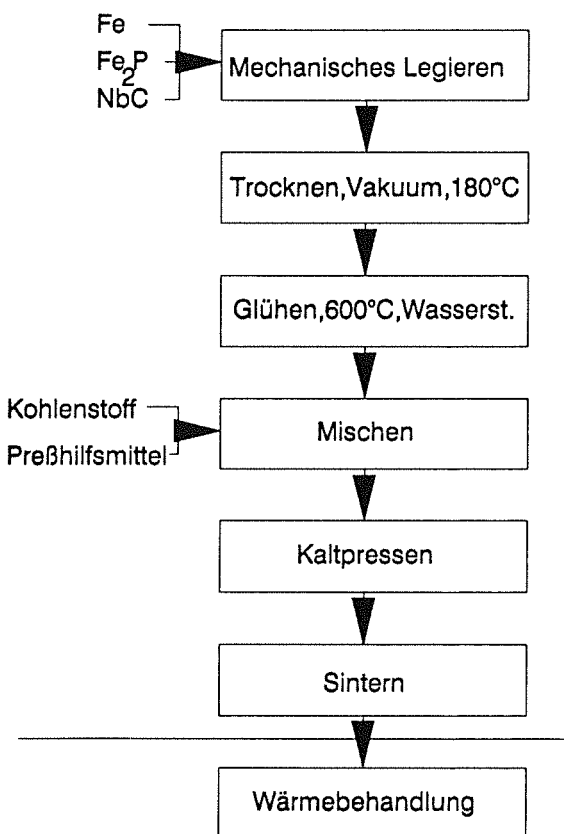 Fe
Fe2P
NbC
Mechanisches Legieren
Trocknen,Vakuum,180°C
Glühen,600°C,Wasserst.
Kohlenstoff
Preßhilfsmittel
Mischen
Kaltpressen
Sintern
Wärmebehandlung